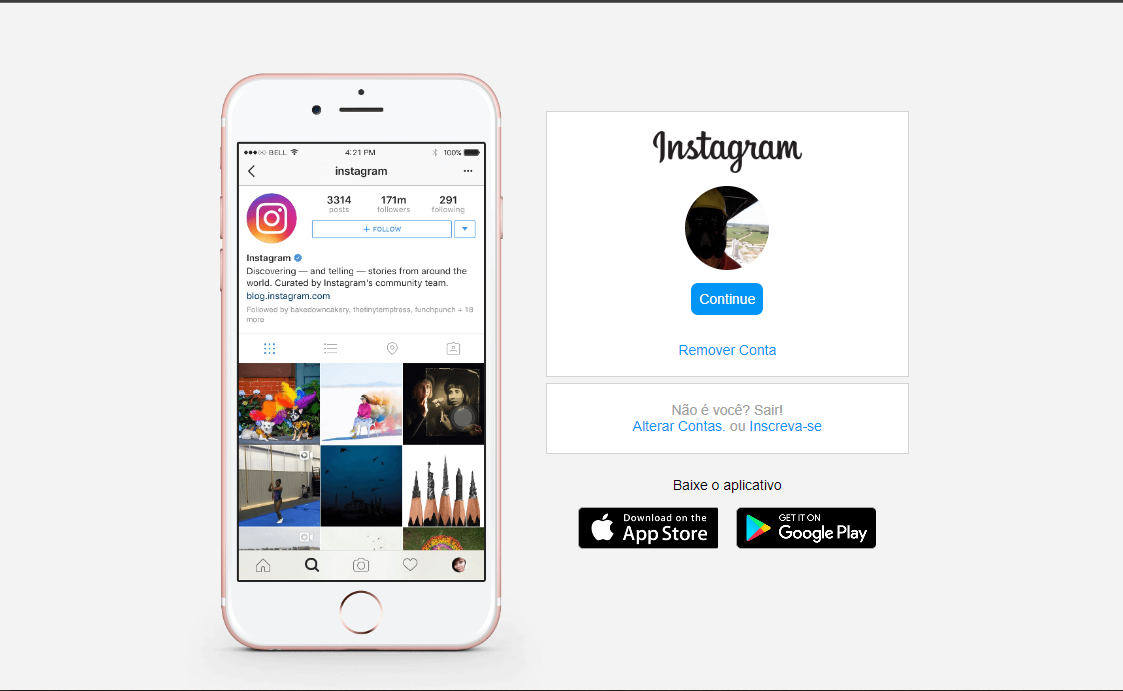 BELL
4:21 PM
100%
instagram
3314
171m
291
posts
followers
following
+ FOLLOW
Instagram
Discovering — and telling — stories from around the
world. Curated by Instagram's community team.
blog.instagram.com
Followed by bakedowncakery, thetinytemptress, funchpunch + 18
more
Instagram
Continue
Remover Conta
Não é você? Sair!
Alterar Contas. ou Inscreva-se
Baixe o aplicativo
Download on the
App Store
GET IT ON
Google Play